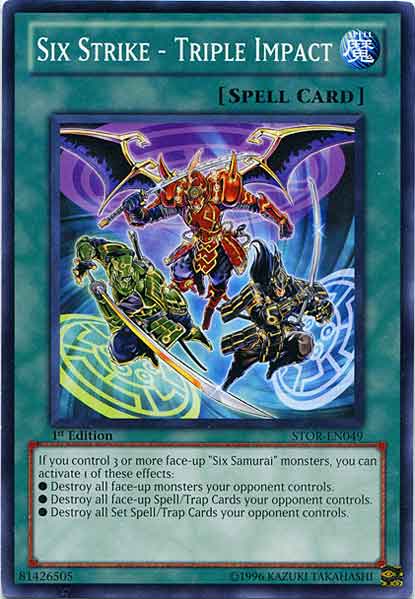 Six Strike - Triple Impact
SPELL
魔
[Spell Card]
1st Edition
STOR-EN049
If you control 3 or more face-up "Six Samurai" monsters, you can
activate 1 of these effects:
● Destroy all face-up monsters your opponent controls.
● Destroy all face-up Spell/Trap Cards your opponent controls.
● Destroy all Set Spell/Trap Cards your opponent controls.
81426505
©1996 KAZUKI TAKAHASHI